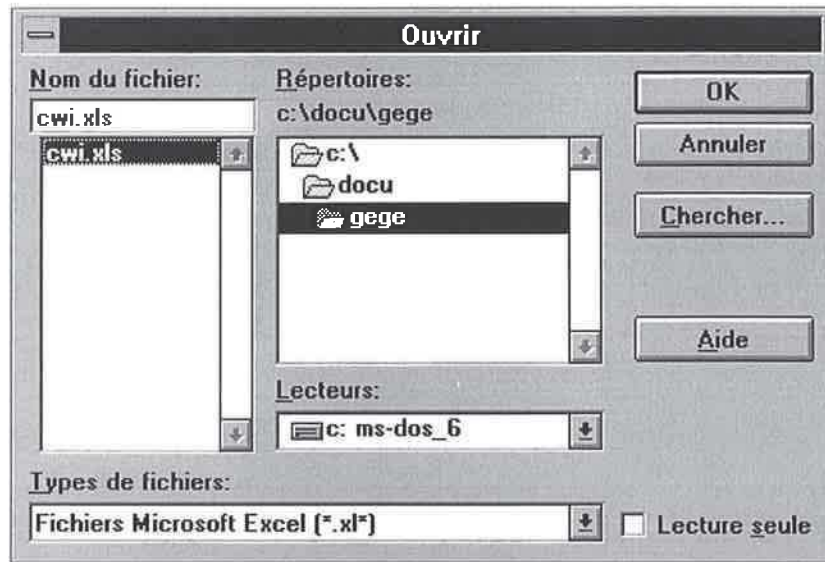 Ouvrir
Nom du fichier:
cwi.xls
cwi.xls
Répertoires:
c:\docu\gege
c:\
docu
gege
Lecteurs:
c: ms-dos_6
Types de fichiers:
Fichiers Microsoft Excel (*.xl*)
OK
Annuler
Chercher...
Aide
Lecture seule